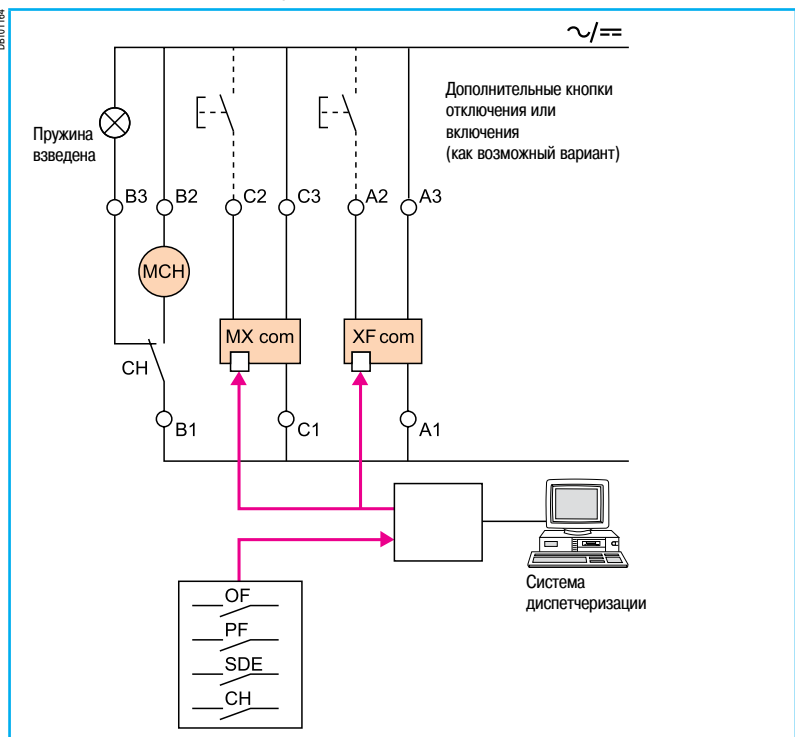 DB101164
~/==
Дополнительные кнопки
отключения или
включения
(как возможный вариант)
Пружина
взведена
B3 B2 C2 C3 A2 A3
MCH
MX com XF com
CH
B1 C1 A1
OF
PF
SDE
CH
Система
диспетчеризации